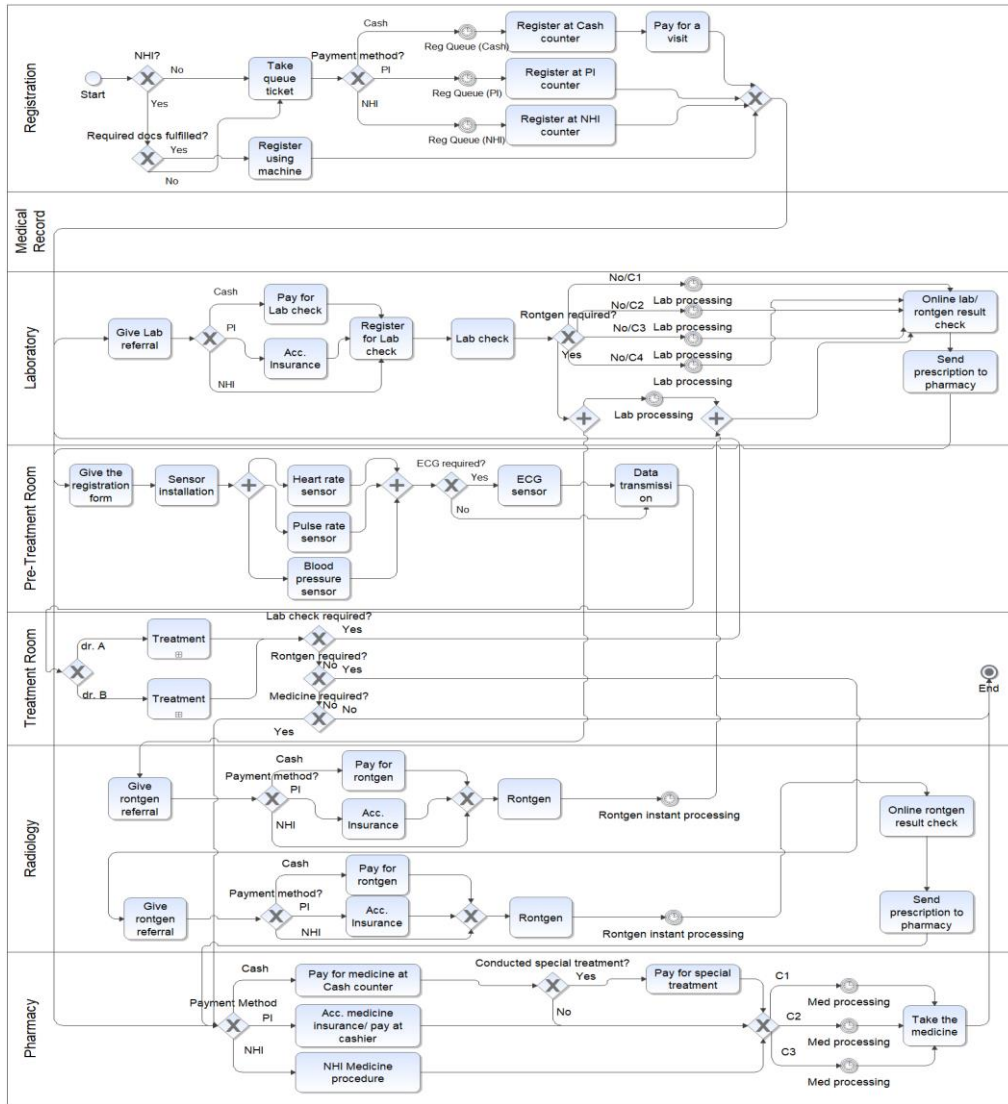 Registration
Start
NHI?
No
Yes
Required docs fulfilled?
Yes
No
Take
queue
ticket
Register
using
machine
Payment method?
Cash
PI
NHI
Reg Queue (Cash)
Reg Queue (PI)
Reg Queue (NHI)
Register at Cash
counter
Register at PI
counter
Register at NHI
counter
Pay for a
visit
Medical
Record
Laboratory
Give Lab
referral
Cash
PI
NHI
Pay for
Lab check
Acc.
Insurance
Register
for Lab
check
Lab check
Rontgen required?
Yes
No/C1
No/C2
No/C3
No/C4
Lab processing
Lab processing
Lab processing
Lab processing
Lab processing
Online lab/
rontgen result
check
Send
prescription to
pharmacy
Pre-Treatment Room
Give the
registration
form
Sensor
installation
Heart rate
sensor
Pulse rate
sensor
Blood
pressure
sensor
ECG required?
Yes
No
ECG
sensor
Data
transmissi
on
Treatment Room
dr. A
dr. B
Treatment
Treatment
Lab check required?
Yes
No
Rontgen required?
Yes
No
Medicine required?
No
Yes
End
Radiology
Give
rontgen
referral
Payment method?
Cash
PI
NHI
Pay for
rontgen
Acc.
Insurance
Rontgen
Rontgen instant processing
Online rontgen
result check
Give
rontgen
referral
Payment method?
Cash
PI
NHI
Pay for
rontgen
Acc.
Insurance
Rontgen
Rontgen instant processing
Send
prescription to
pharmacy
Pharmacy
Payment Method
Cash
PI
NHI
Pay for medicine at
Cash counter
Acc. medicine
insurance/ pay at
cashier
NHI Medicine
procedure
Conducted special treatment?
Yes
No
Pay for special
treatment
C1
C2
C3
Med processing
Med processing
Med processing
Take the
medicine